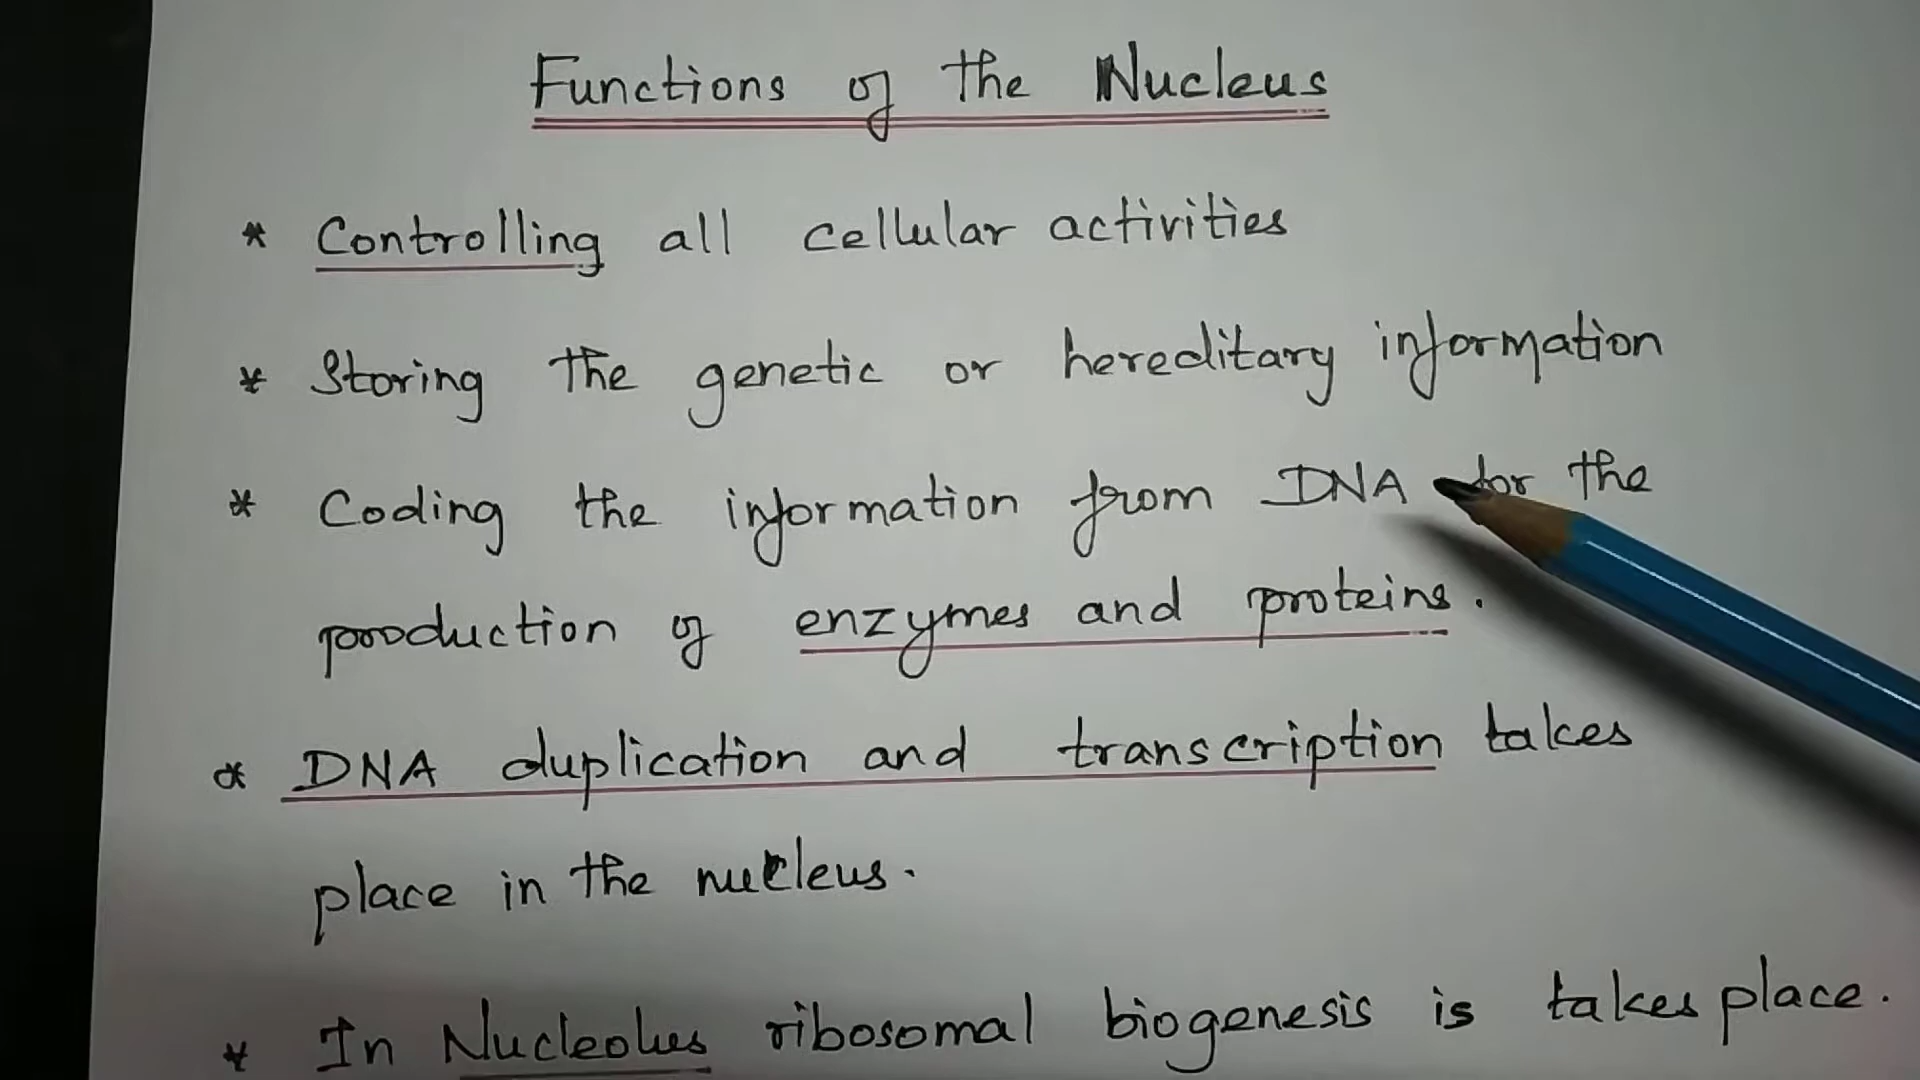 Functions of the Nucleus
* Controlling all cellular activities
* Storing the genetic or hereditary information
* Coding the information from DNA for the
production of enzymes and proteins.
* DNA duplication and transcription takes
place in the nucleus.
* In Nucleolus ribosomal biogenesis is takes place.